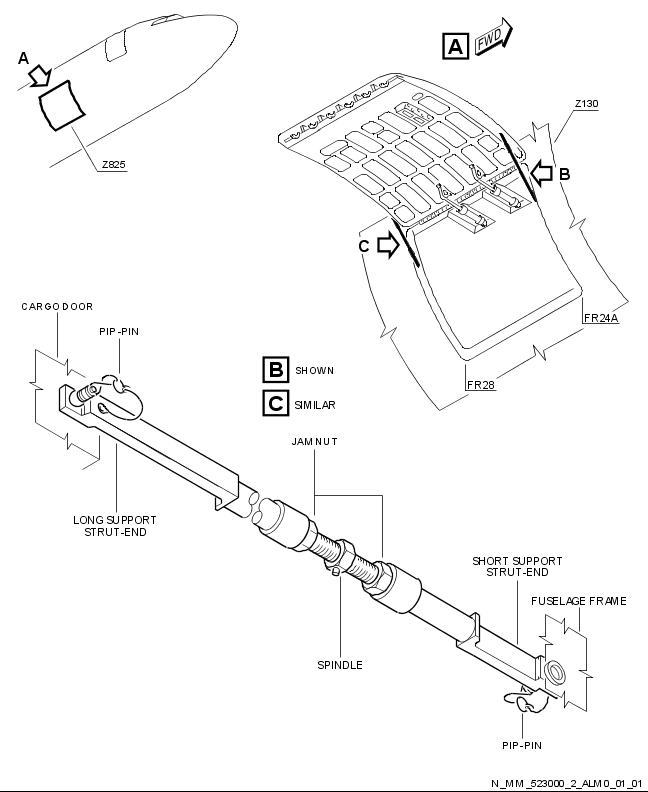 A
FWD
A
Z825
Z130
B
C
FR24A
FR28
CARGO DOOR
PIP-PIN
B SHOWN
C SIMILAR
JAM NUT
LONG SUPPORT
STRUT-END
SHORT SUPPORT
STRUT-END
FUSELAGE FRAME
SPINDLE
PIP-PIN
N_MM_523000_2_ALM0_01_01